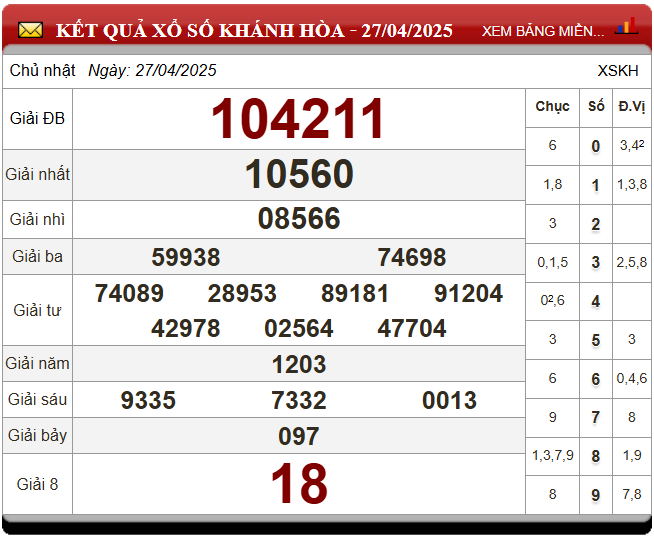 KẾT QUẢ XỔ SỐ KHÁNH HÒA - 27/04/2025 XEM BẢNG MIỀN...
Chủ nhật Ngày: 27/04/2025 XSKH
Giải ĐB 104211
Giải nhất 10560
Giải nhì 08566
Giải ba 59938 74698
Giải tư 74089 28953 89181 91204
42978 02564 47704
Giải năm 1203
Giải sáu 9335 7332 0013
Giải bảy 097
Giải 8 18
Chục Số Đ.Vị
6 0 3,4²
1,8 1 1,3,8
3 2
0,1,5 3 2,5,8
0²,6 4
3 5 3
6 6 0,4,6
9 7 8
1,3,7,9 8 1,9
8 9 7,8